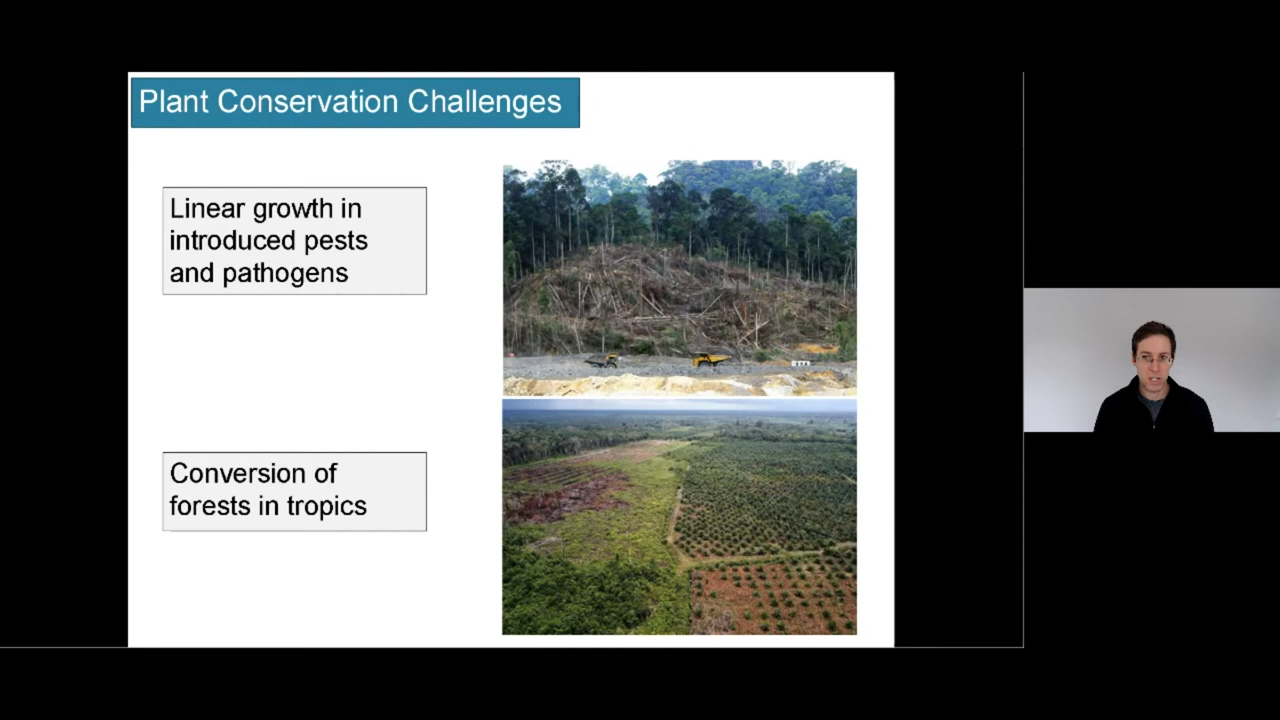 Plant Conservation Challenges
Linear growth in
introduced pests
and pathogens
Conversion of
forests in tropics